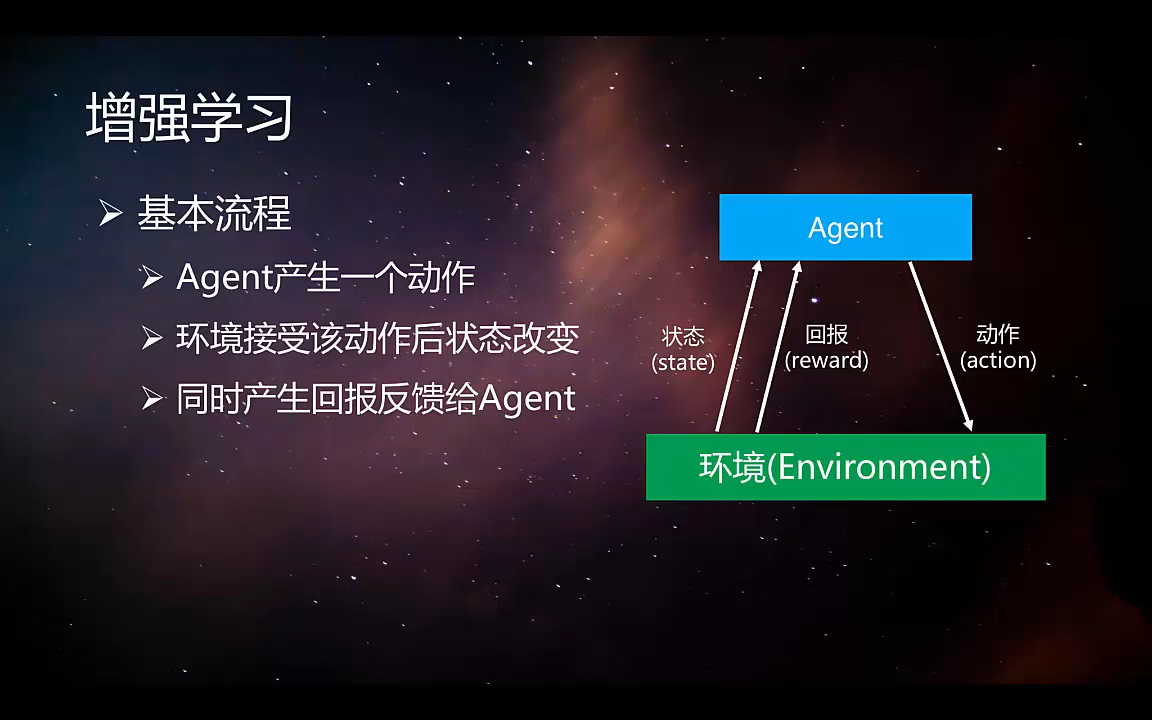 增强学习
基本流程
Agent产生一个动作
环境接受该动作后状态改变
同时产生回报反馈给Agent
Agent
状态
(state)
回报
(reward)
动作
(action)
环境(Environment)